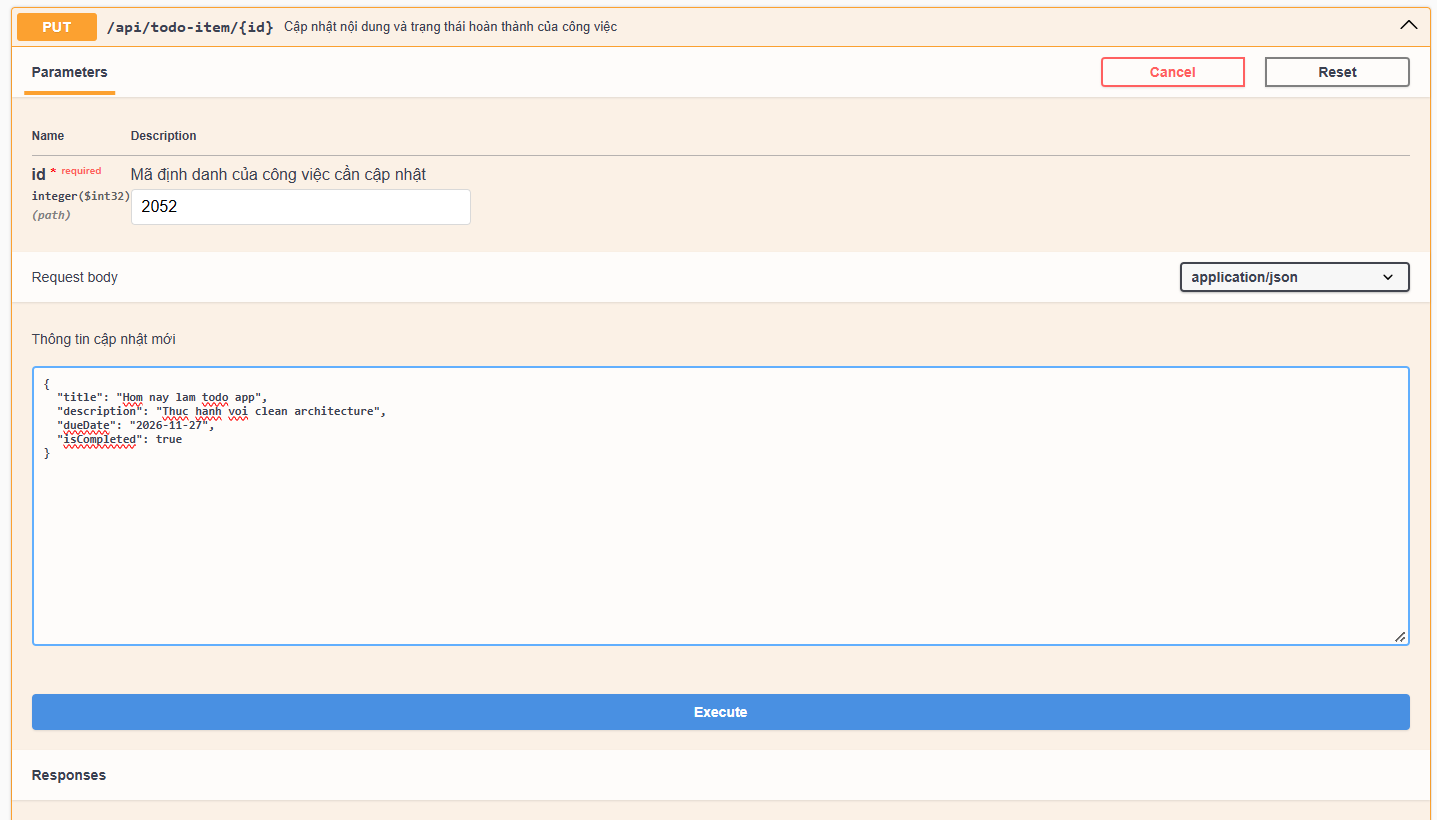 PUT /api/todo-item/{id} Cập nhật nội dung và trạng thái hoàn thành của công việc
Parameters Cancel Reset
Name Description
id * required Mã định danh của công việc cần cập nhật
integer($int32) 2052
(path)
Request body application/json
Thông tin cập nhật mới
{
"title": "Hom nay lam todo app",
"description": "Thuc hanh voi clean architecture",
"dueDate": "2026-11-27",
"isCompleted": true
}
Execute
Responses